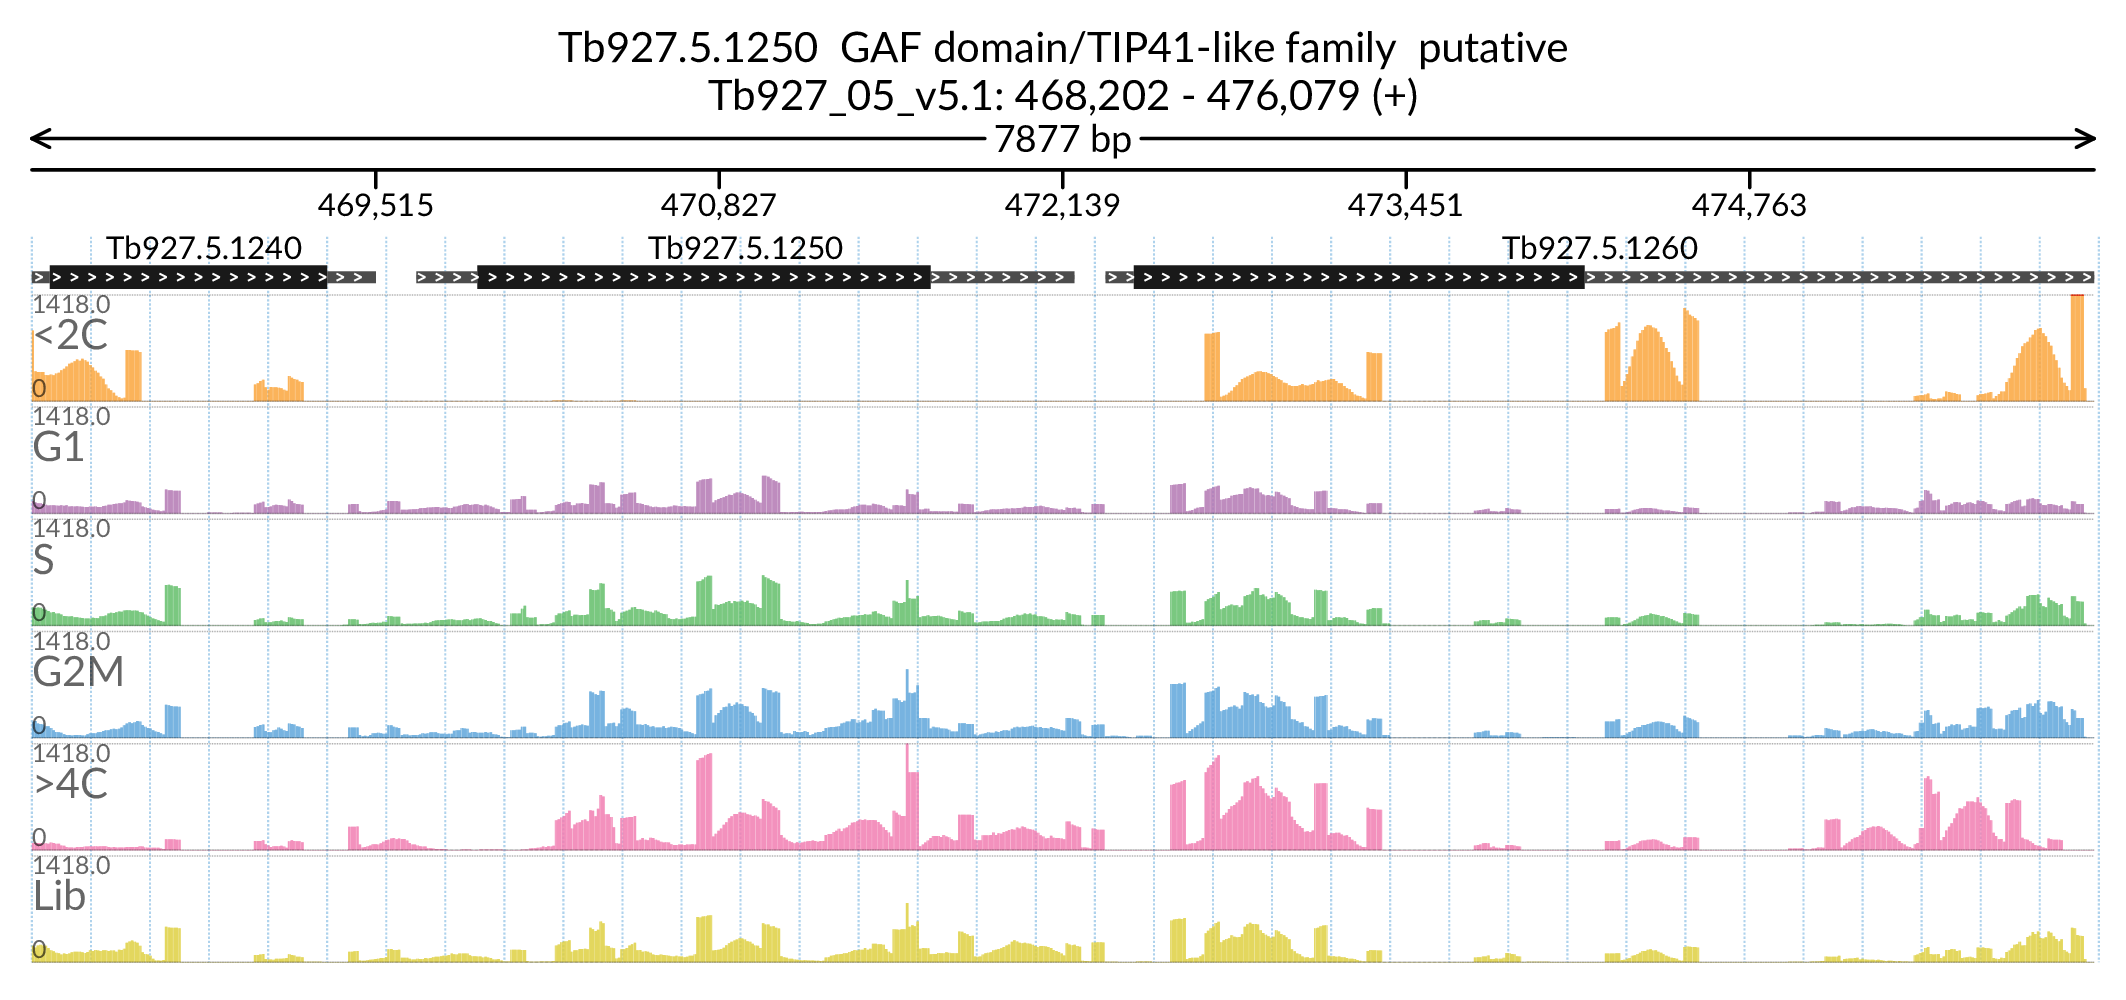 Tb927.5.1250  GAF domain/TIP41-like family  putative
Tb927_05_v5.1: 468,202 - 476,079 (+)
7877 bp
469,515 470,827 472,139 473,451 474,763
Tb927.5.1240 Tb927.5.1250 Tb927.5.1260
1418.0
<2C
0
1418.0
G1
0
1418.0
S
0
1418.0
G2M
0
1418.0
>4C
0
1418.0
Lib
0